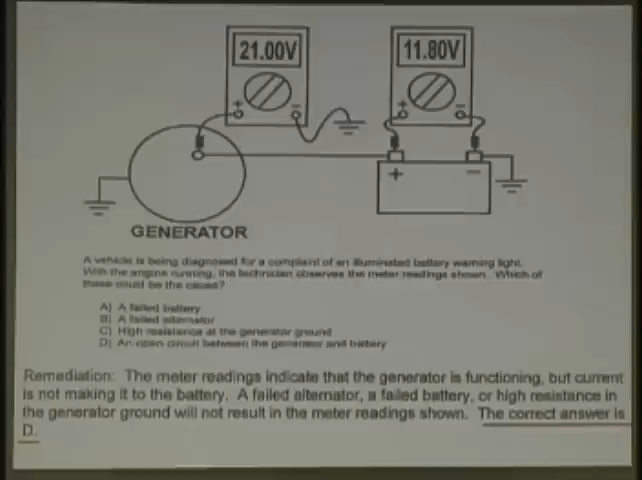 21.00V 11.80V
+ − + −
+ −
GENERATOR
A vehicle is being diagnosed for a complaint of an illuminated battery warning light.
With the engine running, the technician observes the meter readings shown. Which of
these could be the cause?
A) A failed battery
B) A failed alternator
C) High resistance at the generator ground
D) An open circuit between the generator and battery
Remediation: The meter readings indicate that the generator is functioning, but current
is not making it to the battery. A failed alternator, a failed battery, or high resistance in
the generator ground will not result in the meter readings shown. The correct answer is
D.